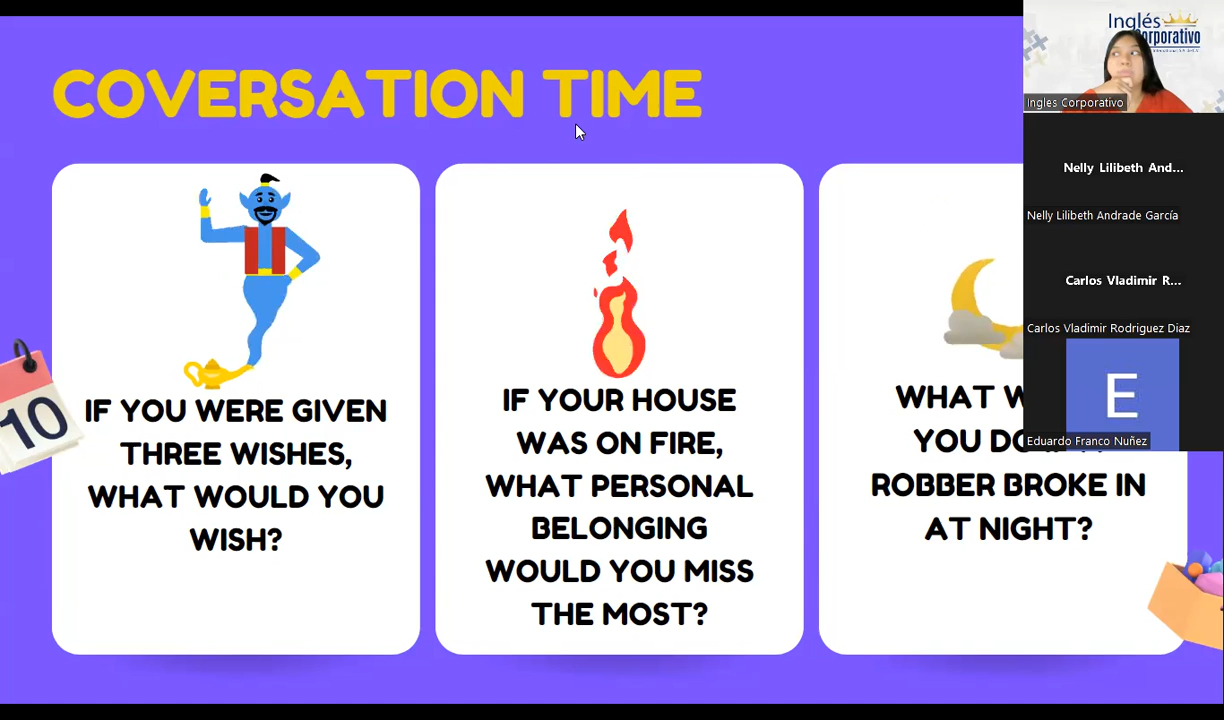 COVERSATION TIME
IF YOU WERE GIVEN
THREE WISHES,
WHAT WOULD YOU
WISH?
IF YOUR HOUSE
WAS ON FIRE,
WHAT PERSONAL
BELONGING
WOULD YOU MISS
THE MOST?
WHAT
YOU DO
ROBBER BROKE IN
AT NIGHT?
10
Inglés
Corporativo
Ingles Corporativo
Nelly Lilibeth And...
Nelly Lilibeth Andrade García
Carlos Vladimir R...
Carlos Vladimir Rodriguez Diaz
E
Eduardo Franco Nuñez